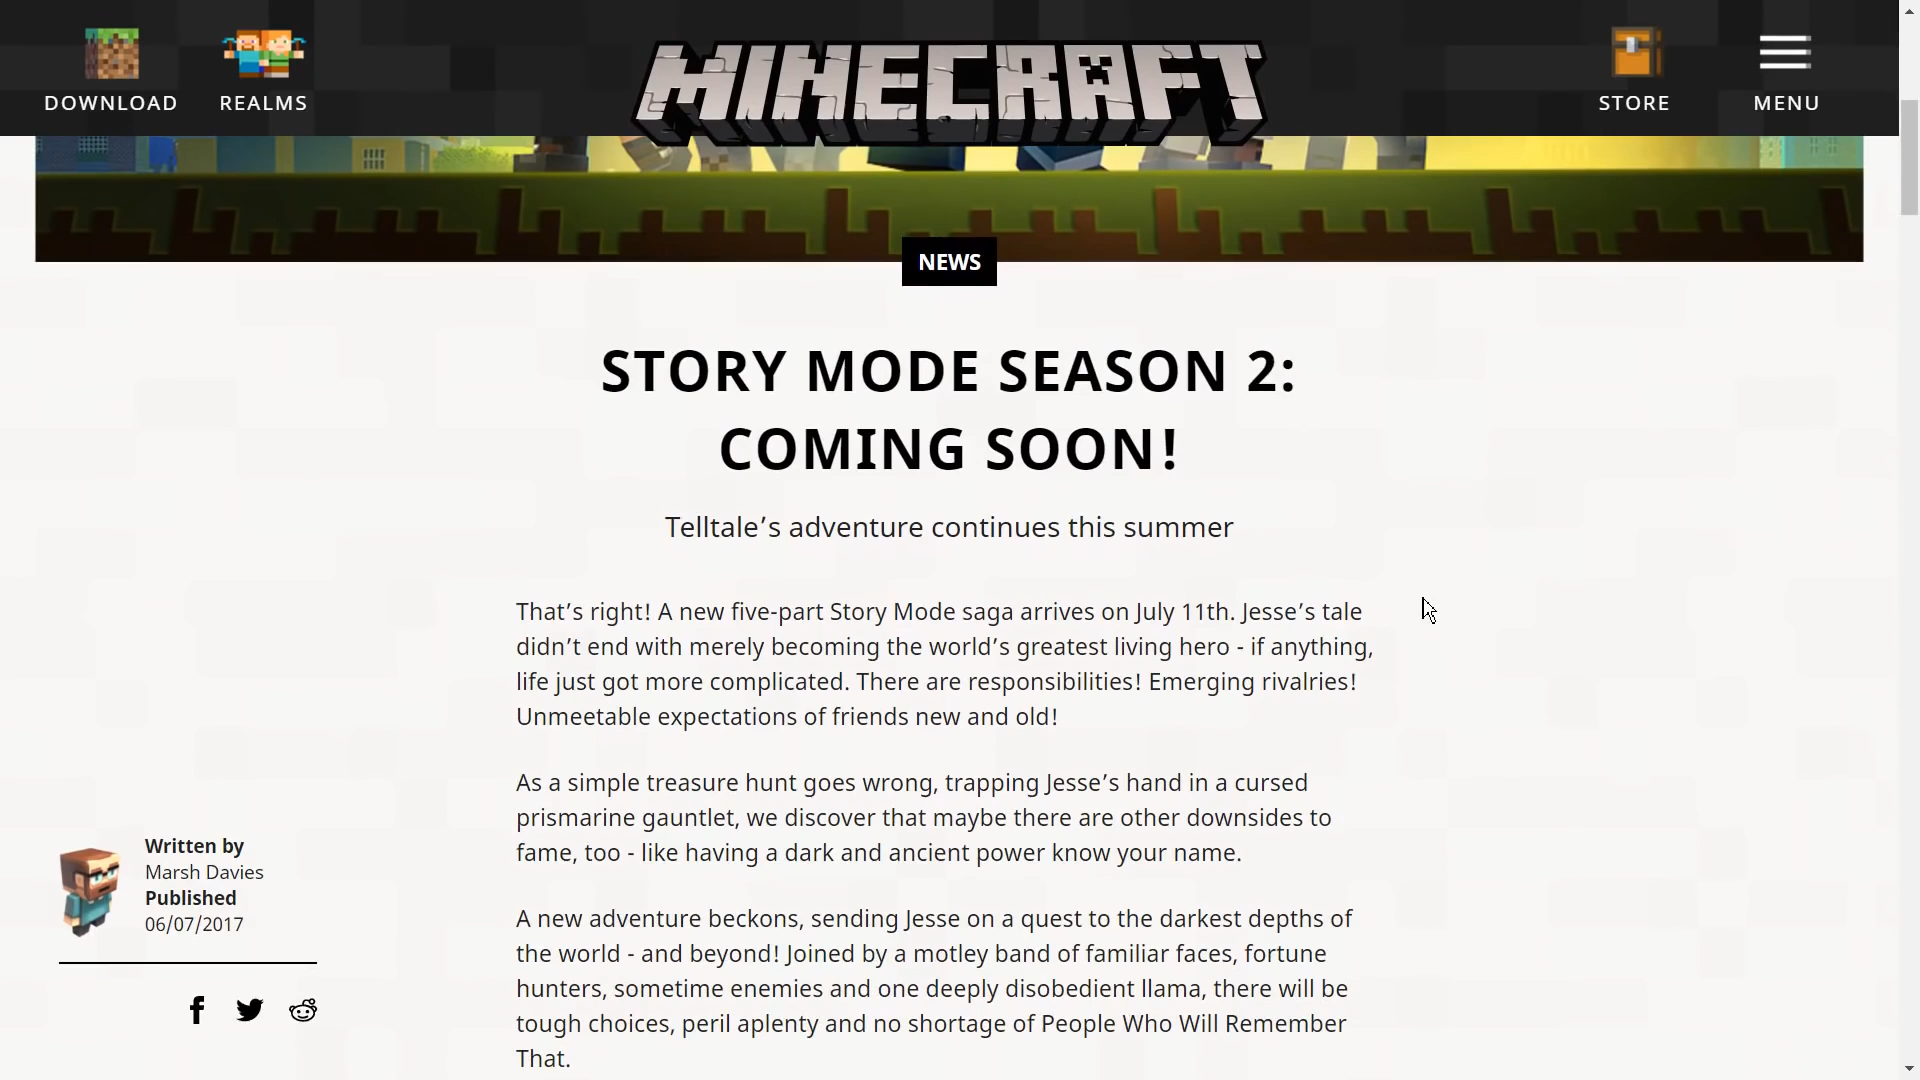 DOWNLOAD
REALMS
MINECRAFT
STORE
MENU
NEWS
STORY MODE SEASON 2:
COMING SOON!
Telltale’s adventure continues this summer
That’s right! A new five-part Story Mode saga arrives on July 11th. Jesse’s tale
didn’t end with merely becoming the world’s greatest living hero - if anything,
life just got more complicated. There are responsibilities! Emerging rivalries!
Unmeetable expectations of friends new and old!
As a simple treasure hunt goes wrong, trapping Jesse’s hand in a cursed
prismarine gauntlet, we discover that maybe there are other downsides to
fame, too - like having a dark and ancient power know your name.
A new adventure beckons, sending Jesse on a quest to the darkest depths of
the world - and beyond! Joined by a motley band of familiar faces, fortune
hunters, sometime enemies and one deeply disobedient llama, there will be
tough choices, peril aplenty and no shortage of People Who Will Remember
That.
Written by
Marsh Davies
Published
06/07/2017